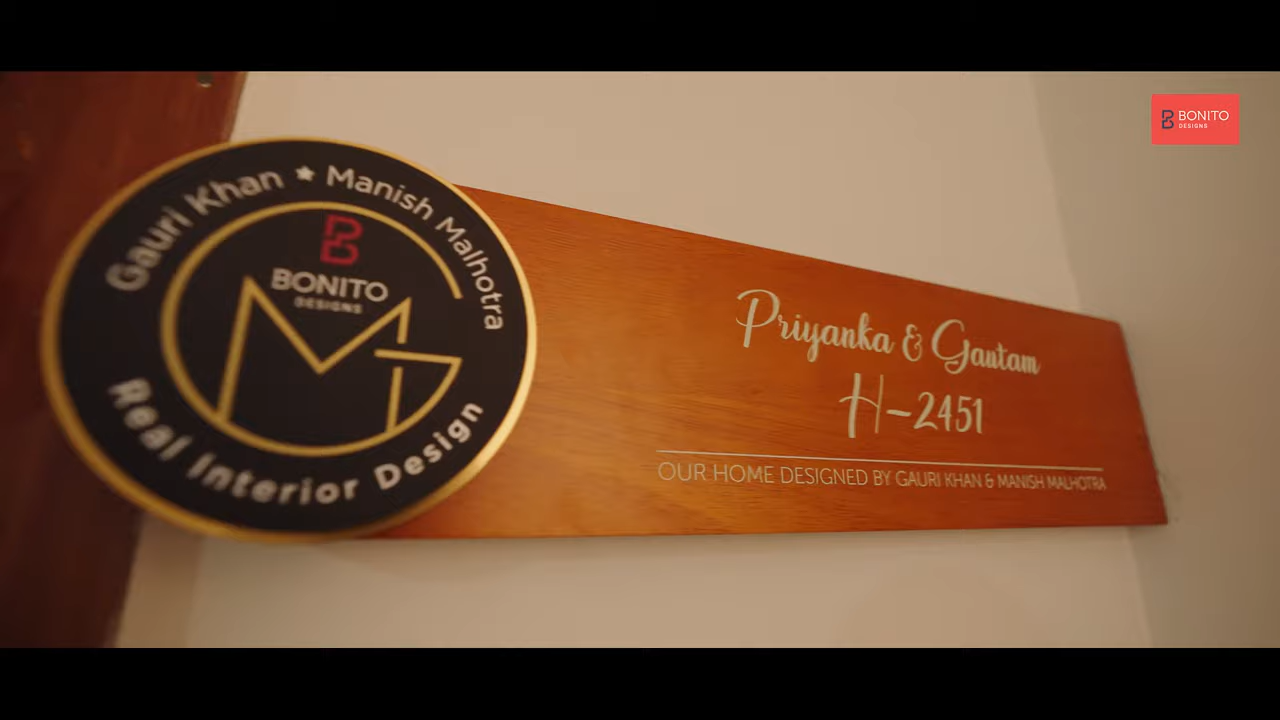 Gauri Khan ★ Manish Malhotra
BONITO
DESIGNS
Real Interior Design
Priyanka & Gautam
H-2451
OUR HOME DESIGNED BY GAURI KHAN & MANISH MALHOTRA
BONITO
DESIGNS